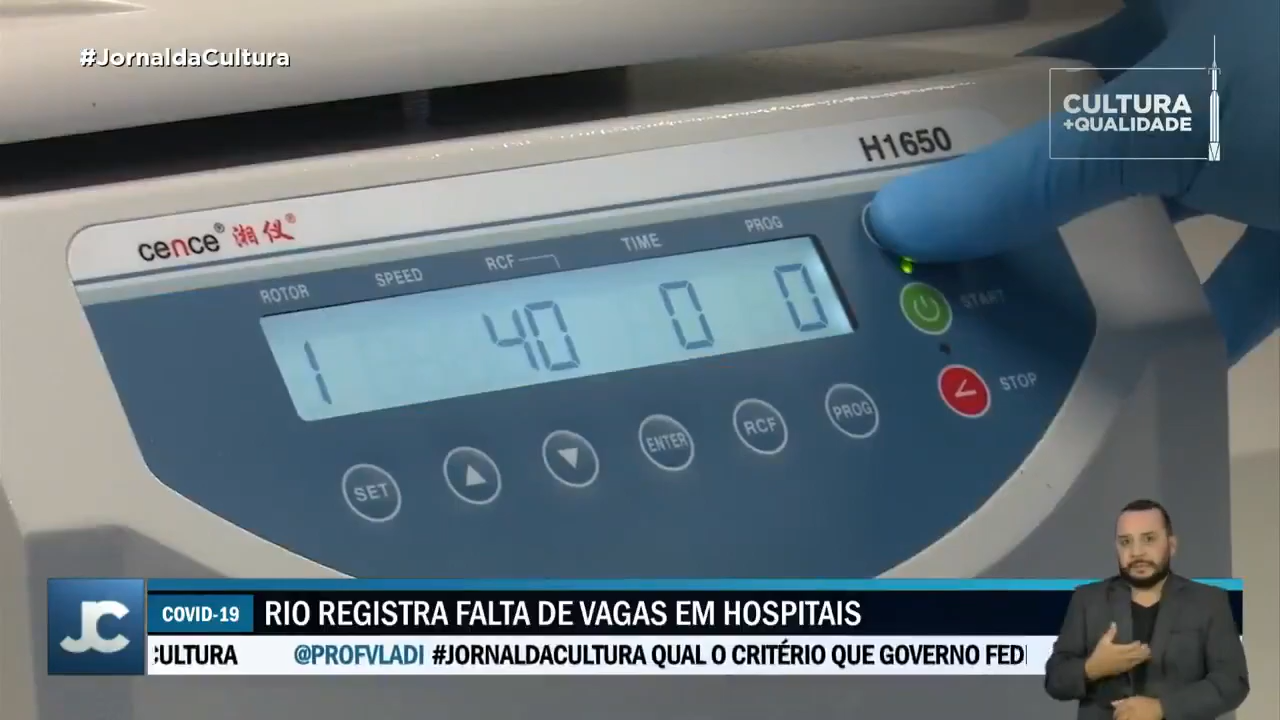 #JornaldaCultura
CULTURA
+QUALIDADE
H1650
cence® 湘仪®
ROTOR SPEED RCF TIME PROG
1 40 0 0
START
STOP
SET ENTER RCF PROG
JC
COVID-19 RIO REGISTRA FALTA DE VAGAS EM HOSPITAIS
CULTURA @PROFVLADI #JORNALDACULTURA QUAL O CRITÉRIO QUE GOVERNO FED